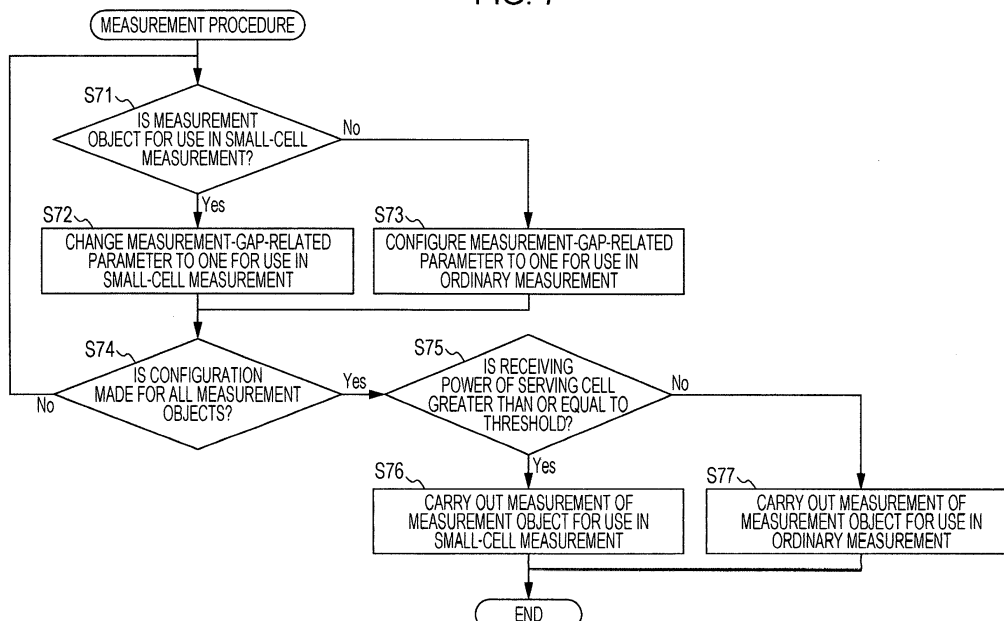 MEASUREMENT PROCEDURE
S71
IS MEASUREMENT
OBJECT FOR USE IN SMALL-CELL
MEASUREMENT?
No
Yes
S72
CHANGE MEASUREMENT-GAP-RELATED
PARAMETER TO ONE FOR USE IN
SMALL-CELL MEASUREMENT
S73
CONFIGURE MEASUREMENT-GAP-RELATED
PARAMETER TO ONE FOR USE IN
ORDINARY MEASUREMENT
S74
IS CONFIGURATION
MADE FOR ALL MEASUREMENT
OBJECTS?
No
Yes
S75
IS RECEIVING
POWER OF SERVING CELL
GREATER THAN OR EQUAL TO
THRESHOLD?
No
Yes
S76
CARRY OUT MEASUREMENT OF
MEASUREMENT OBJECT FOR USE IN
SMALL-CELL MEASUREMENT
S77
CARRY OUT MEASUREMENT OF
MEASUREMENT OBJECT FOR USE IN
ORDINARY MEASUREMENT
END